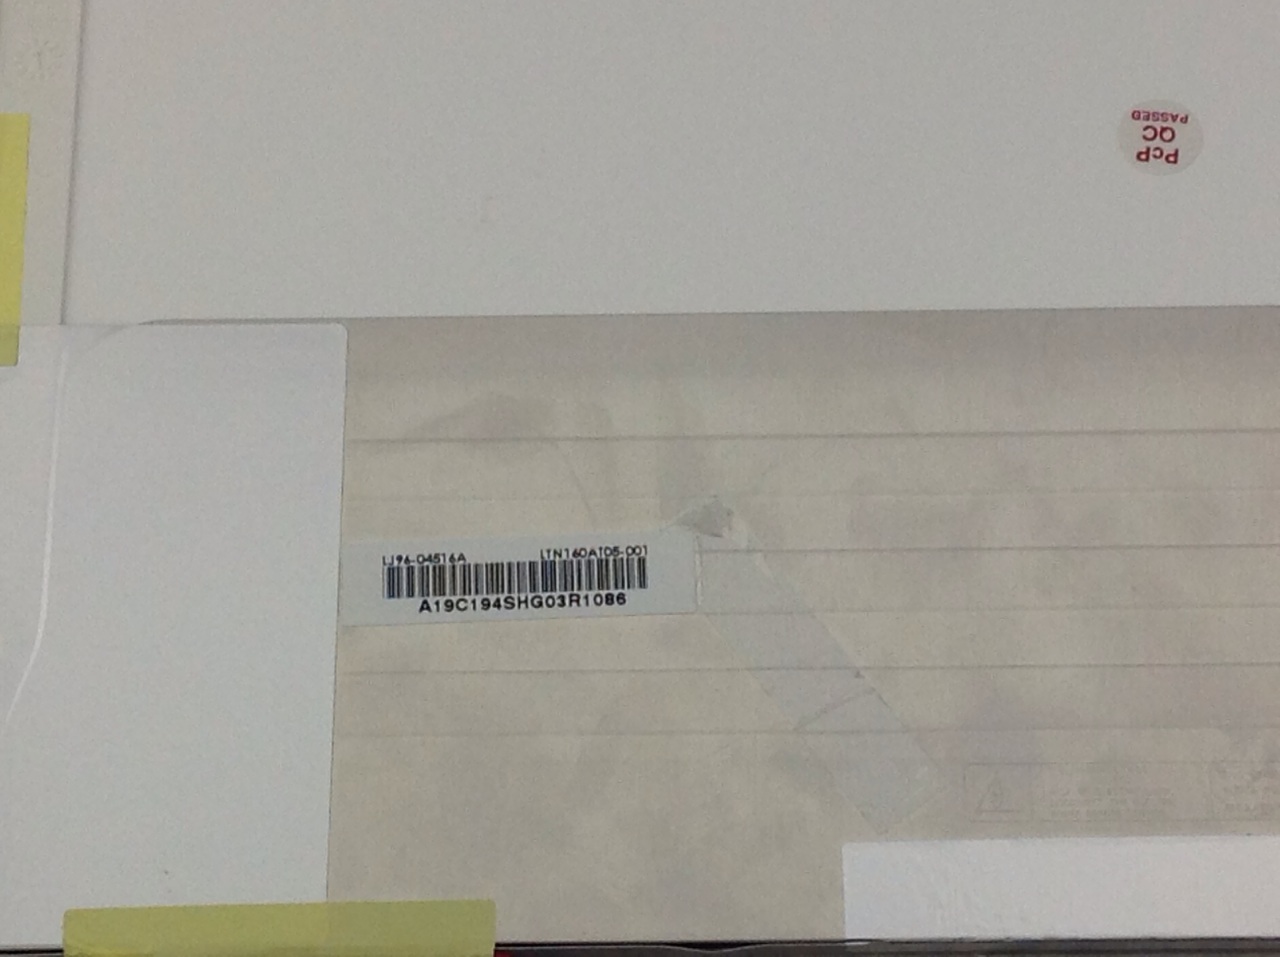 PcP
QC
PASSED
LJ96-04516A LTN160AT05-001
A19C194SHG03R1086